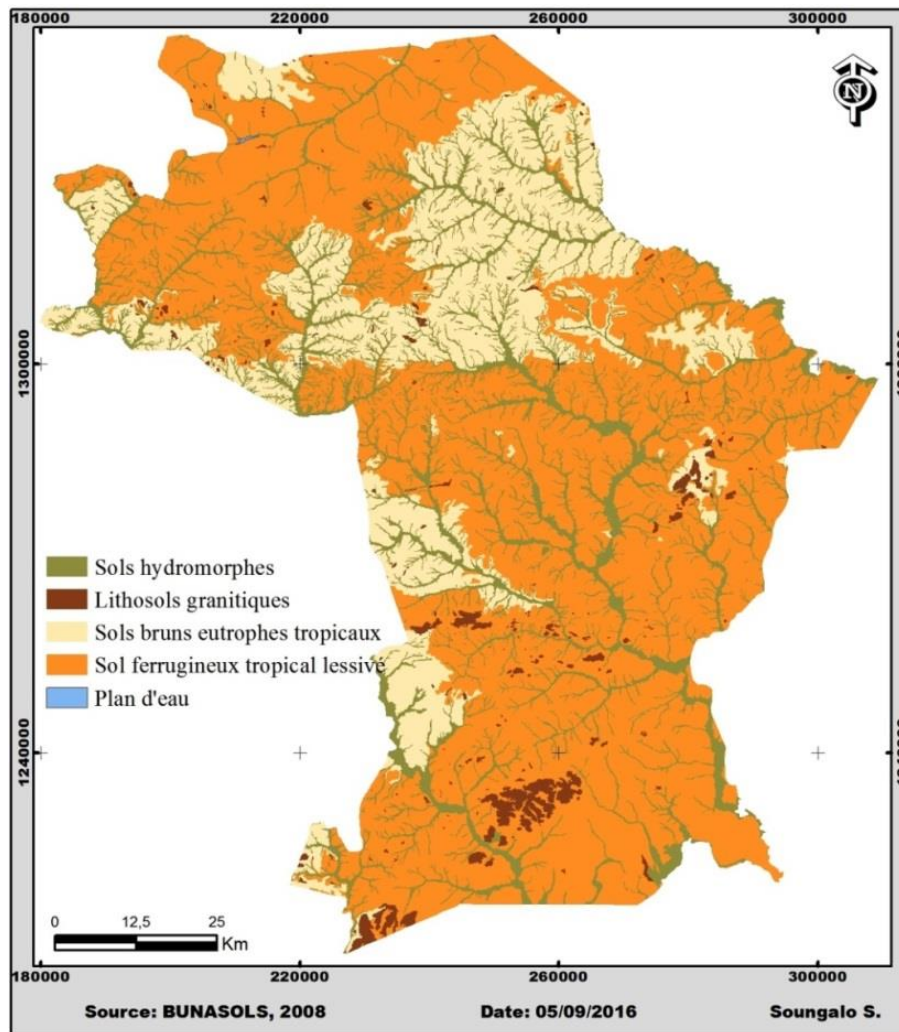 180000 220000 260000 300000
N
1300000
Sols hydromorphes
Lithosols granitiques
Sols bruns eutrophes tropicaux
Sol ferrugineux tropical lessivé
Plan d'eau
1240000
0 12,5 25
Km
180000 220000 260000 300000
Source: BUNASOLS, 2008 Date: 05/09/2016 Soungalo S.